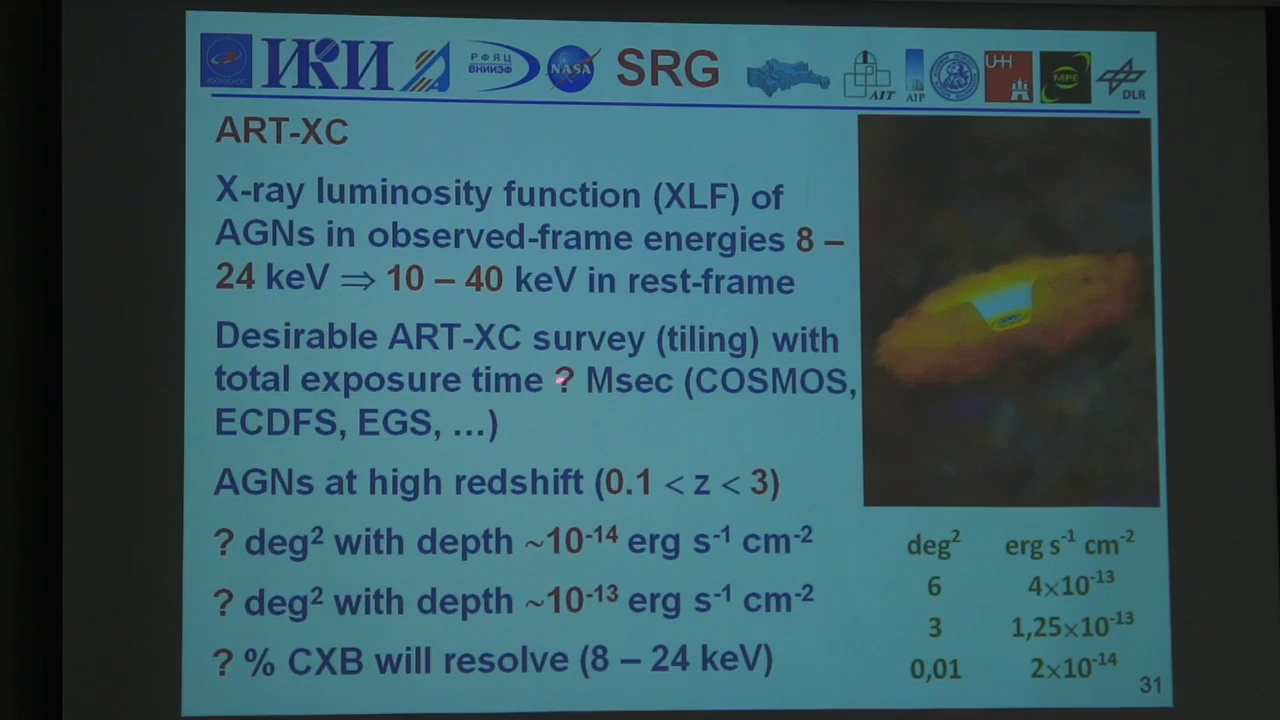 ИКИ
РФЯЦ
ВНИИЭФ
NASA
SRG
AIT
AIP
UHH
MPE
DLR
ART-XC
X-ray luminosity function (XLF) of
AGNs in observed-frame energies 8 –
24 keV ⇒ 10 – 40 keV in rest-frame
Desirable ART-XC survey (tiling) with
total exposure time ? Msec (COSMOS,
ECDFS, EGS, ...)
AGNs at high redshift (0.1 < z < 3)
? deg² with depth ~10⁻¹⁴ erg s⁻¹ cm⁻²
? deg² with depth ~10⁻¹³ erg s⁻¹ cm⁻²
? % CXB will resolve (8 – 24 keV)
deg² erg s⁻¹ cm⁻²
6 4×10⁻¹³
3 1,25×10⁻¹³
0,01 2×10⁻¹⁴
31